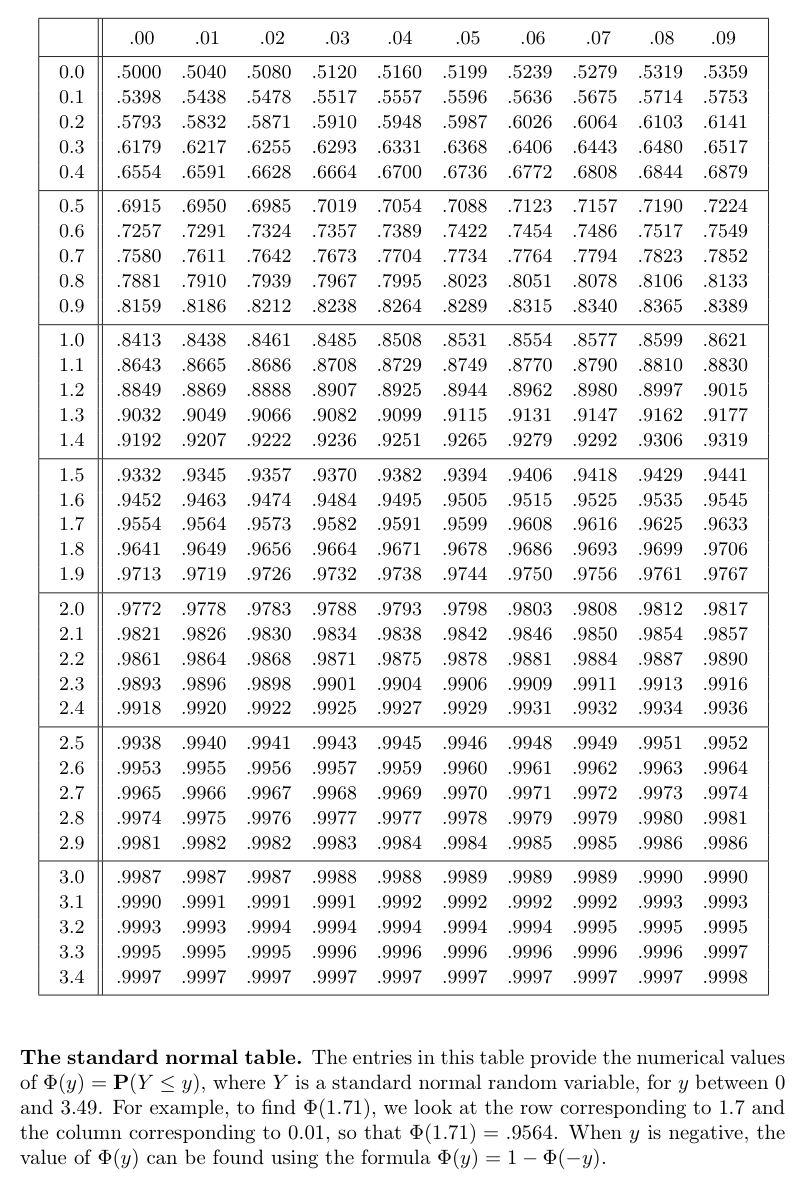 .00 .01 .02 .03 .04 .05 .06 .07 .08 .09
0.0 .5000 .5040 .5080 .5120 .5160 .5199 .5239 .5279 .5319 .5359
0.1 .5398 .5438 .5478 .5517 .5557 .5596 .5636 .5675 .5714 .5753
0.2 .5793 .5832 .5871 .5910 .5948 .5987 .6026 .6064 .6103 .6141
0.3 .6179 .6217 .6255 .6293 .6331 .6368 .6406 .6443 .6480 .6517
0.4 .6554 .6591 .6628 .6664 .6700 .6736 .6772 .6808 .6844 .6879
0.5 .6915 .6950 .6985 .7019 .7054 .7088 .7123 .7157 .7190 .7224
0.6 .7257 .7291 .7324 .7357 .7389 .7422 .7454 .7486 .7517 .7549
0.7 .7580 .7611 .7642 .7673 .7704 .7734 .7764 .7794 .7823 .7852
0.8 .7881 .7910 .7939 .7967 .7995 .8023 .8051 .8078 .8106 .8133
0.9 .8159 .8186 .8212 .8238 .8264 .8289 .8315 .8340 .8365 .8389
1.0 .8413 .8438 .8461 .8485 .8508 .8531 .8554 .8577 .8599 .8621
1.1 .8643 .8665 .8686 .8708 .8729 .8749 .8770 .8790 .8810 .8830
1.2 .8849 .8869 .8888 .8907 .8925 .8944 .8962 .8980 .8997 .9015
1.3 .9032 .9049 .9066 .9082 .9099 .9115 .9131 .9147 .9162 .9177
1.4 .9192 .9207 .9222 .9236 .9251 .9265 .9279 .9292 .9306 .9319
1.5 .9332 .9345 .9357 .9370 .9382 .9394 .9406 .9418 .9429 .9441
1.6 .9452 .9463 .9474 .9484 .9495 .9505 .9515 .9525 .9535 .9545
1.7 .9554 .9564 .9573 .9582 .9591 .9599 .9608 .9616 .9625 .9633
1.8 .9641 .9649 .9656 .9664 .9671 .9678 .9686 .9693 .9699 .9706
1.9 .9713 .9719 .9726 .9732 .9738 .9744 .9750 .9756 .9761 .9767
2.0 .9772 .9778 .9783 .9788 .9793 .9798 .9803 .9808 .9812 .9817
2.1 .9821 .9826 .9830 .9834 .9838 .9842 .9846 .9850 .9854 .9857
2.2 .9861 .9864 .9868 .9871 .9875 .9878 .9881 .9884 .9887 .9890
2.3 .9893 .9896 .9898 .9901 .9904 .9906 .9909 .9911 .9913 .9916
2.4 .9918 .9920 .9922 .9925 .9927 .9929 .9931 .9932 .9934 .9936
2.5 .9938 .9940 .9941 .9943 .9945 .9946 .9948 .9949 .9951 .9952
2.6 .9953 .9955 .9956 .9957 .9959 .9960 .9961 .9962 .9963 .9964
2.7 .9965 .9966 .9967 .9968 .9969 .9970 .9971 .9972 .9973 .9974
2.8 .9974 .9975 .9976 .9977 .9977 .9978 .9979 .9979 .9980 .9981
2.9 .9981 .9982 .9982 .9983 .9984 .9984 .9985 .9985 .9986 .9986
3.0 .9987 .9987 .9987 .9988 .9988 .9989 .9989 .9989 .9990 .9990
3.1 .9990 .9991 .9991 .9991 .9992 .9992 .9992 .9992 .9993 .9993
3.2 .9993 .9993 .9994 .9994 .9994 .9994 .9994 .9995 .9995 .9995
3.3 .9995 .9995 .9995 .9996 .9996 .9996 .9996 .9996 .9996 .9997
3.4 .9997 .9997 .9997 .9997 .9997 .9997 .9997 .9997 .9997 .9998
The standard normal table. The entries in this table provide the numerical values
of Φ(y) = P(Y ≤ y), where Y is a standard normal random variable, for y between 0
and 3.49. For example, to find Φ(1.71), we look at the row corresponding to 1.7 and
the column corresponding to 0.01, so that Φ(1.71) = .9564. When y is negative, the
value of Φ(y) can be found using the formula Φ(y) = 1 − Φ(−y).